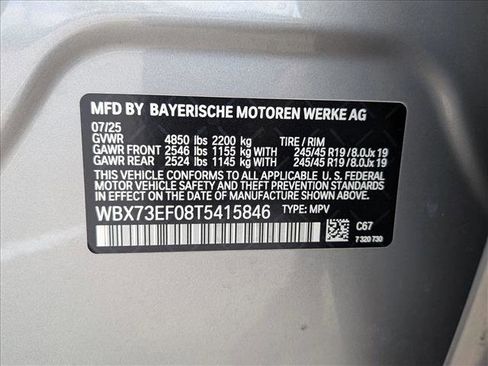 MFD BY BAYERISCHE MOTOREN WERKE AG
07/25
GVWR 4850 lbs 2200 kg TIRE / RIM
GAWR FRONT 2546 lbs 1155 kg WITH 245/45 R19 / 8.0Jx 19
GAWR REAR 2524 lbs 1145 kg WITH 245/45 R19 / 8.0Jx 19
THIS VEHICLE CONFORMS TO ALL APPLICABLE U.S. FEDERAL
MOTOR VEHICLE SAFETY, BUMPER, AND THEFT PREVENTION
STANDARDS IN EFFECT ON THE DATE OF MANUFACTURE SHOWN ABOVE.
WBX73EF08T5415846 TYPE: MPV
C67
7 320 730